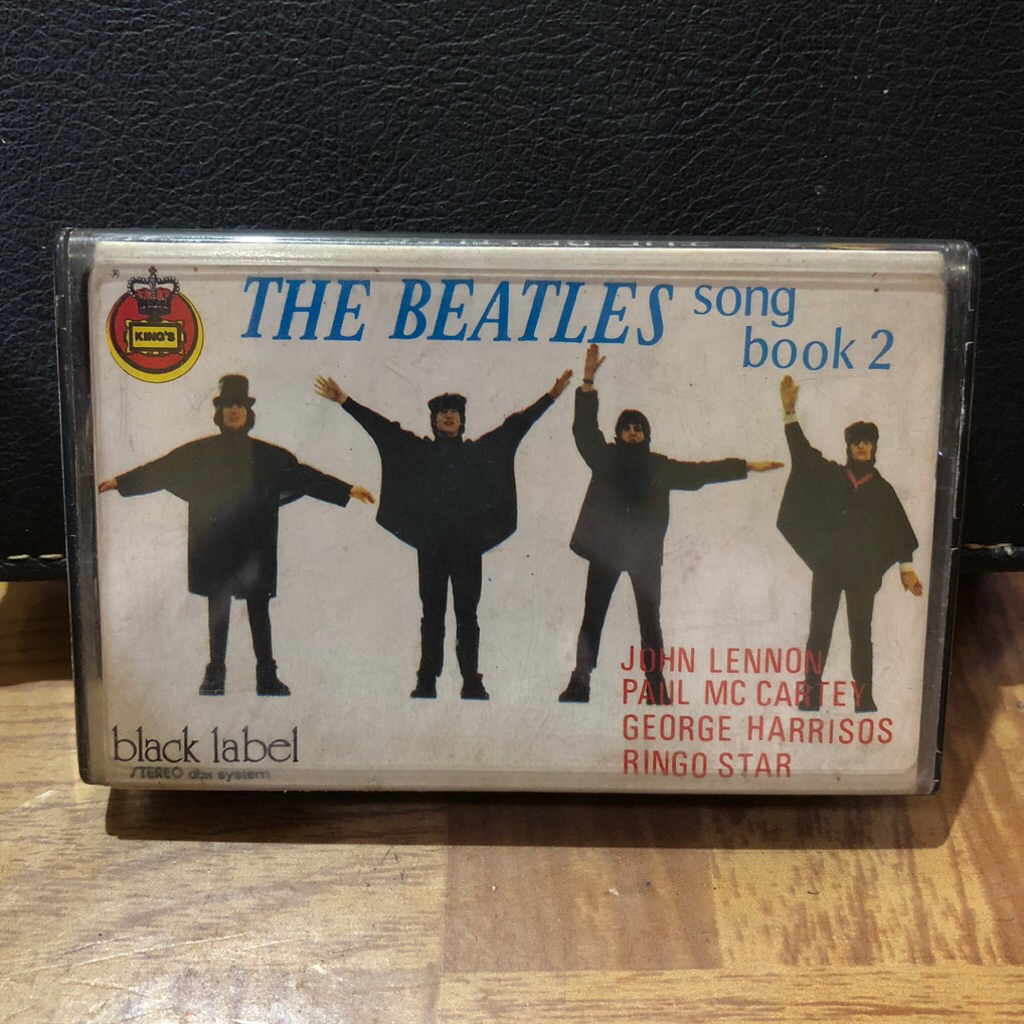 KING'S
THE BEATLES song
book 2
JOHN LENNON
PAUL MC CARTEY
GEORGE HARRISOS
RINGO STAR
black label
STEREO dbx system